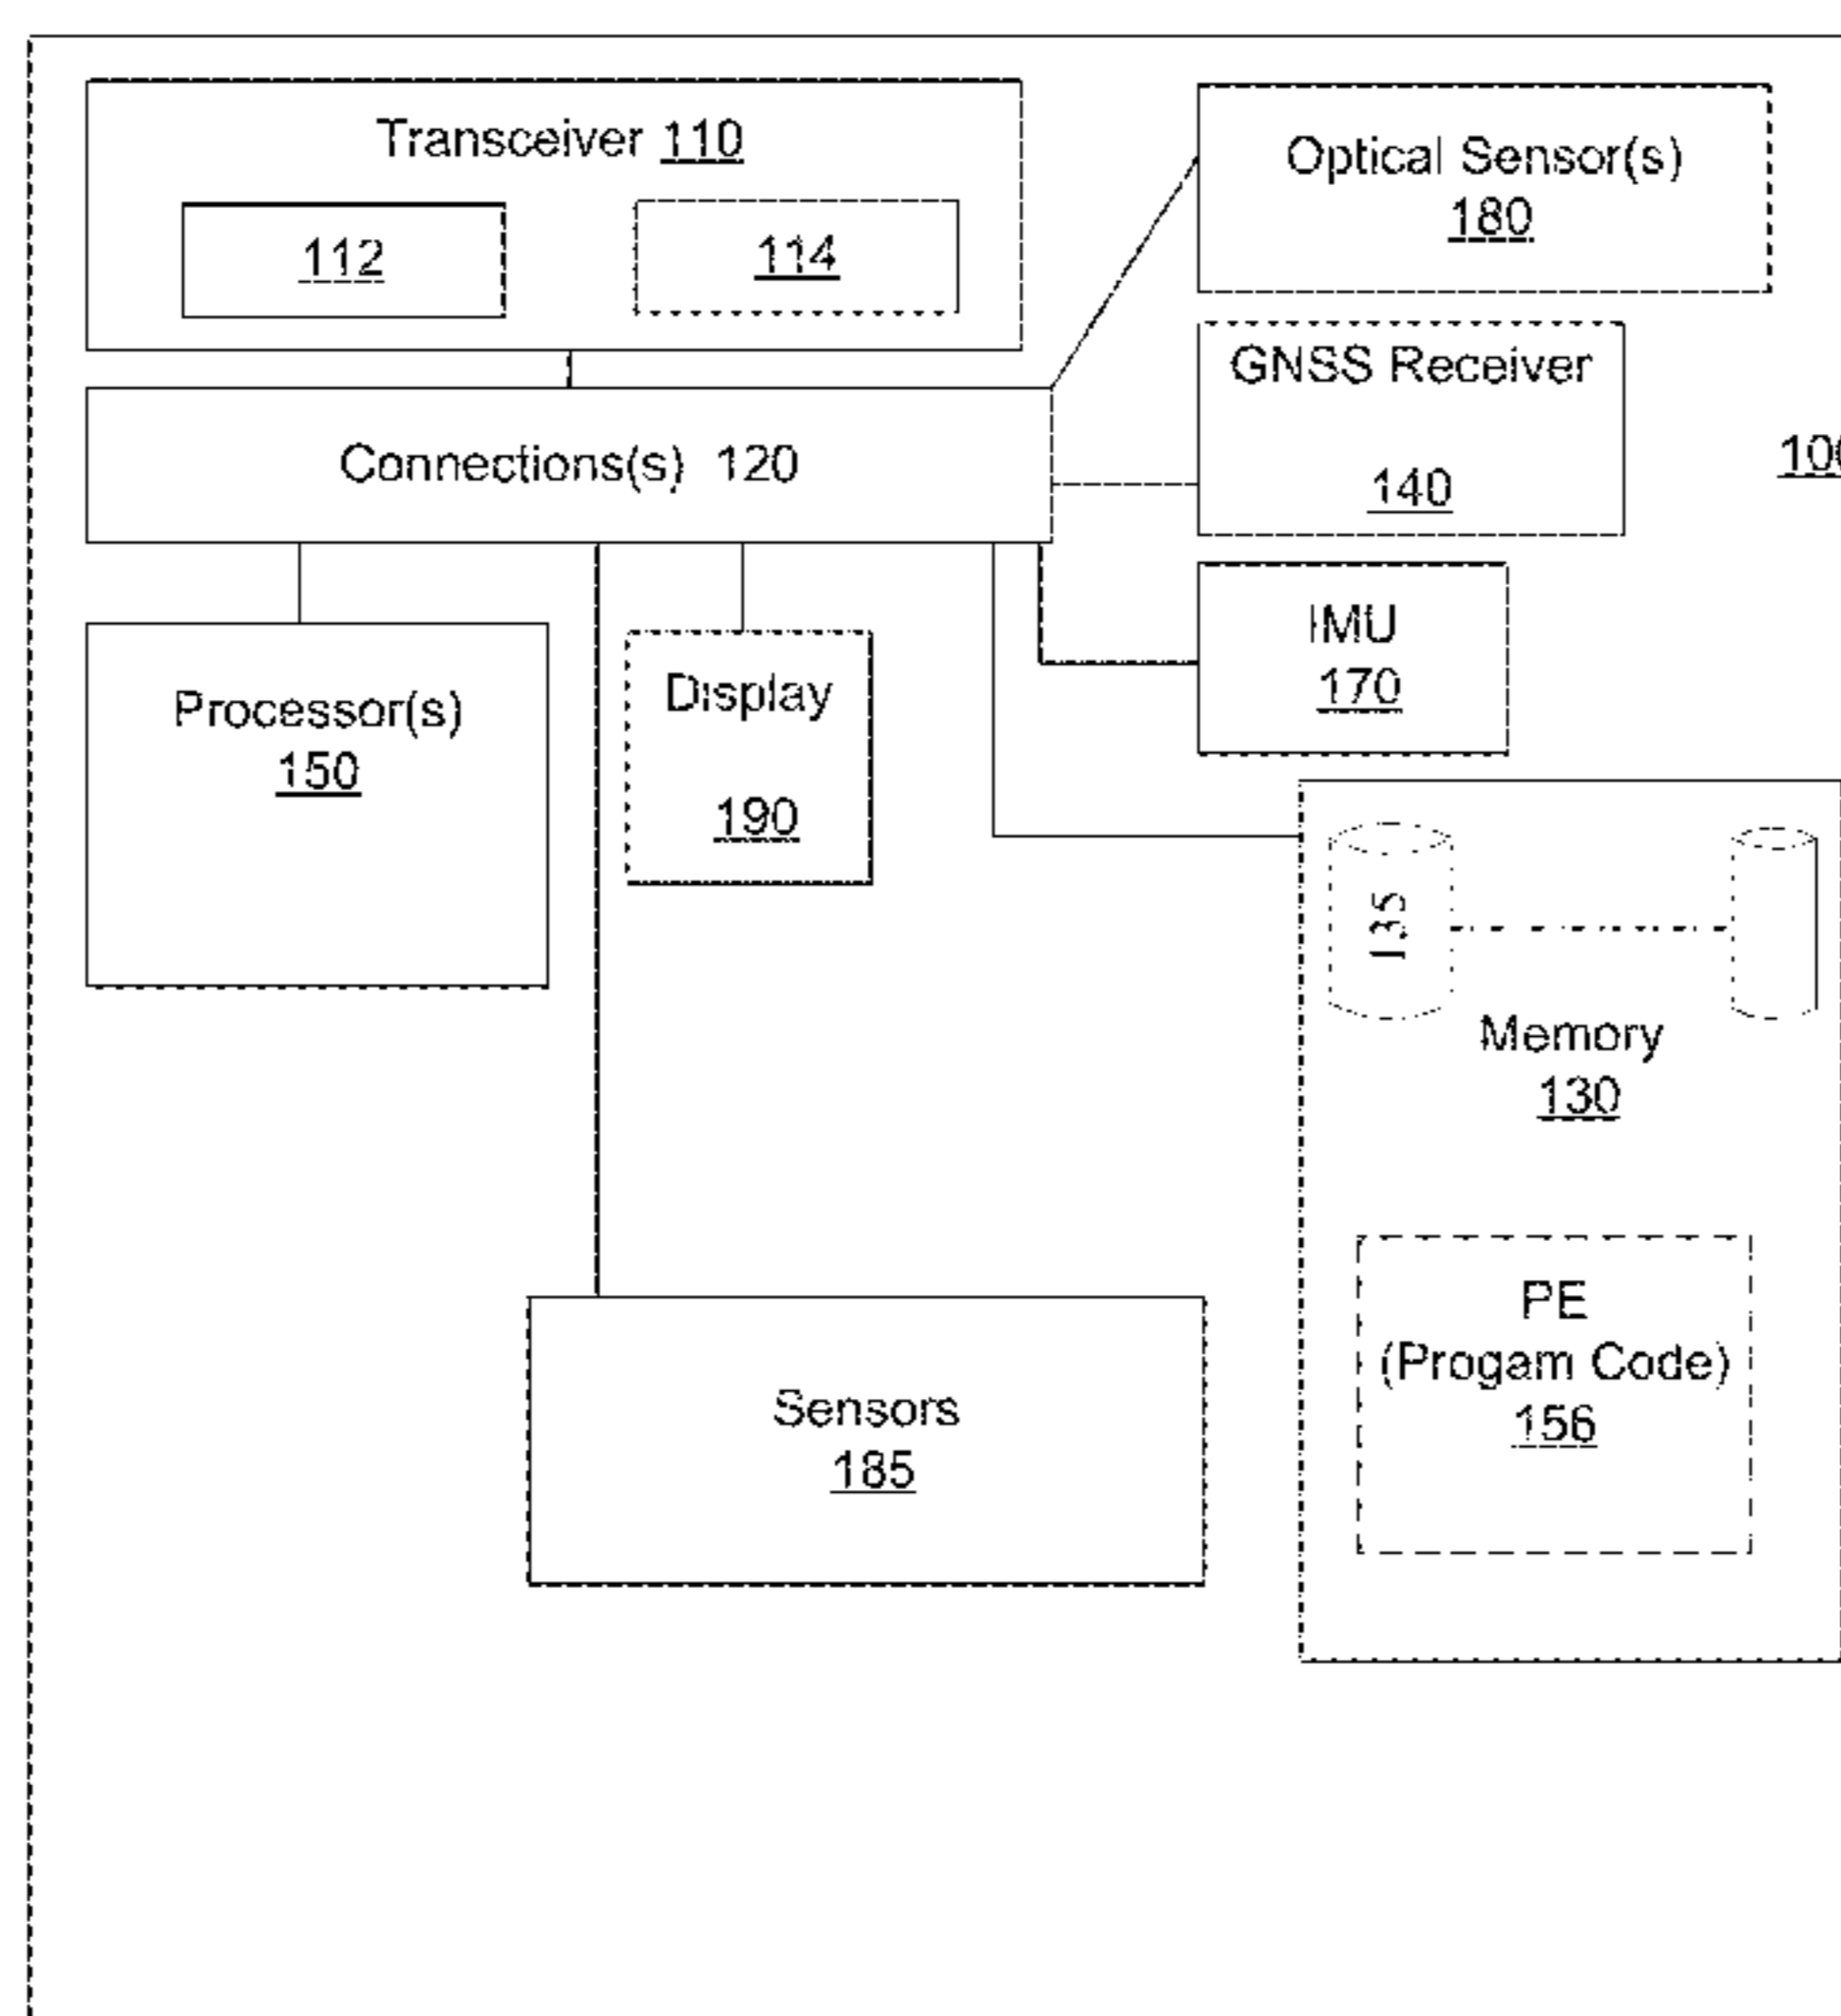 Transceiver 110
112
114
Optical Sensor(s)
180
GNSS Receiver
140
Connections(s) 120
IMU
170
Processor(s)
150
Display
190
135
Memory
130
PE
(Progam Code)
156
Sensors
185